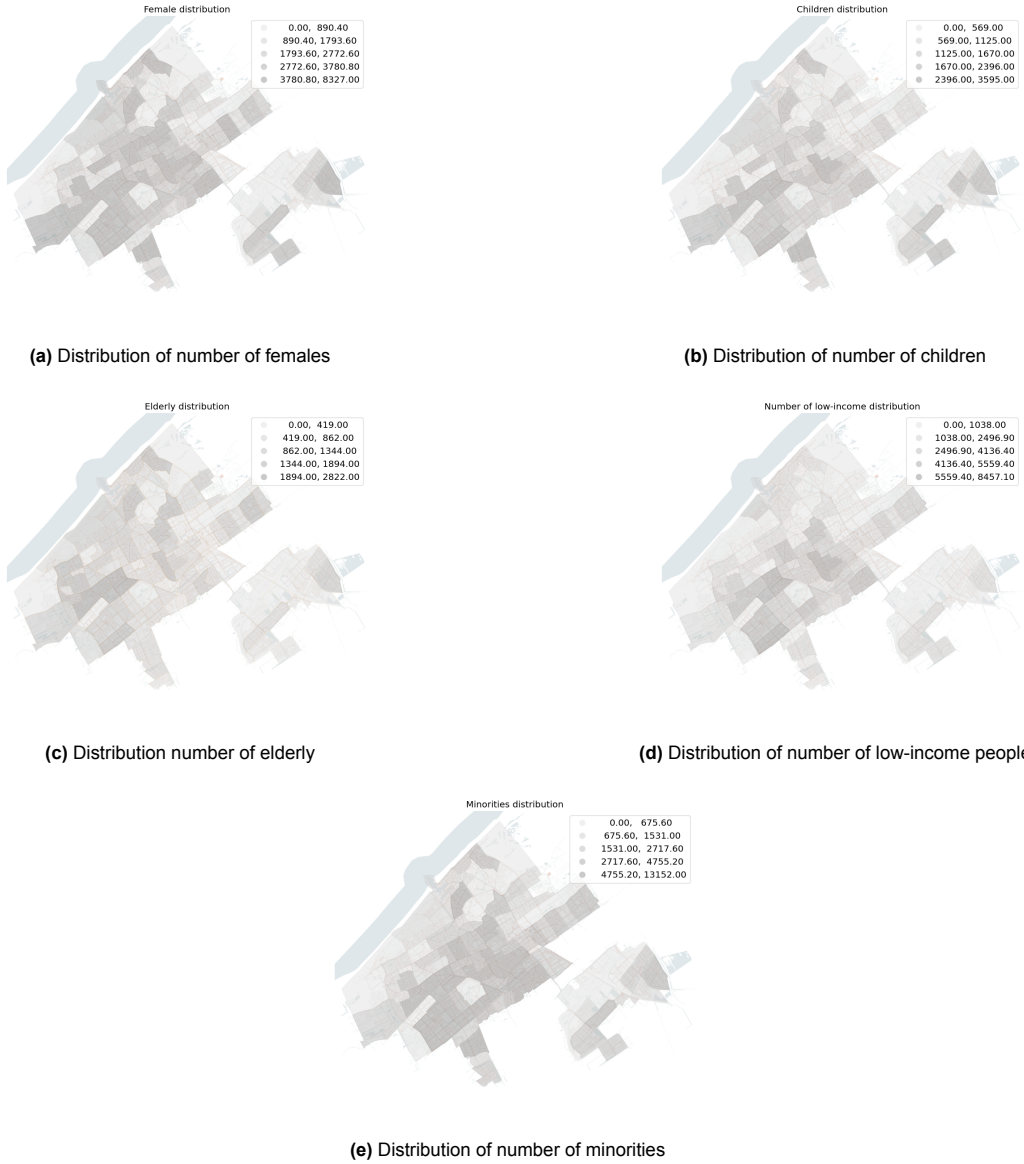 Female distribution
0.00, 890.40
890.40, 1793.60
1793.60, 2772.60
2772.60, 3780.80
3780.80, 8327.00
(a) Distribution of number of females
Children distribution
0.00, 569.00
569.00, 1125.00
1125.00, 1670.00
1670.00, 2396.00
2396.00, 3595.00
(b) Distribution of number of children
Elderly distribution
0.00, 419.00
419.00, 862.00
862.00, 1344.00
1344.00, 1894.00
1894.00, 2822.00
(c) Distribution number of elderly
Number of low-income distribution
0.00, 1038.00
1038.00, 2496.90
2496.90, 4136.40
4136.40, 5559.40
5559.40, 8457.10
(d) Distribution of number of low-income people
Minorities distribution
0.00, 675.60
675.60, 1531.00
1531.00, 2717.60
2717.60, 4755.20
4755.20, 13152.00
(e) Distribution of number of minorities